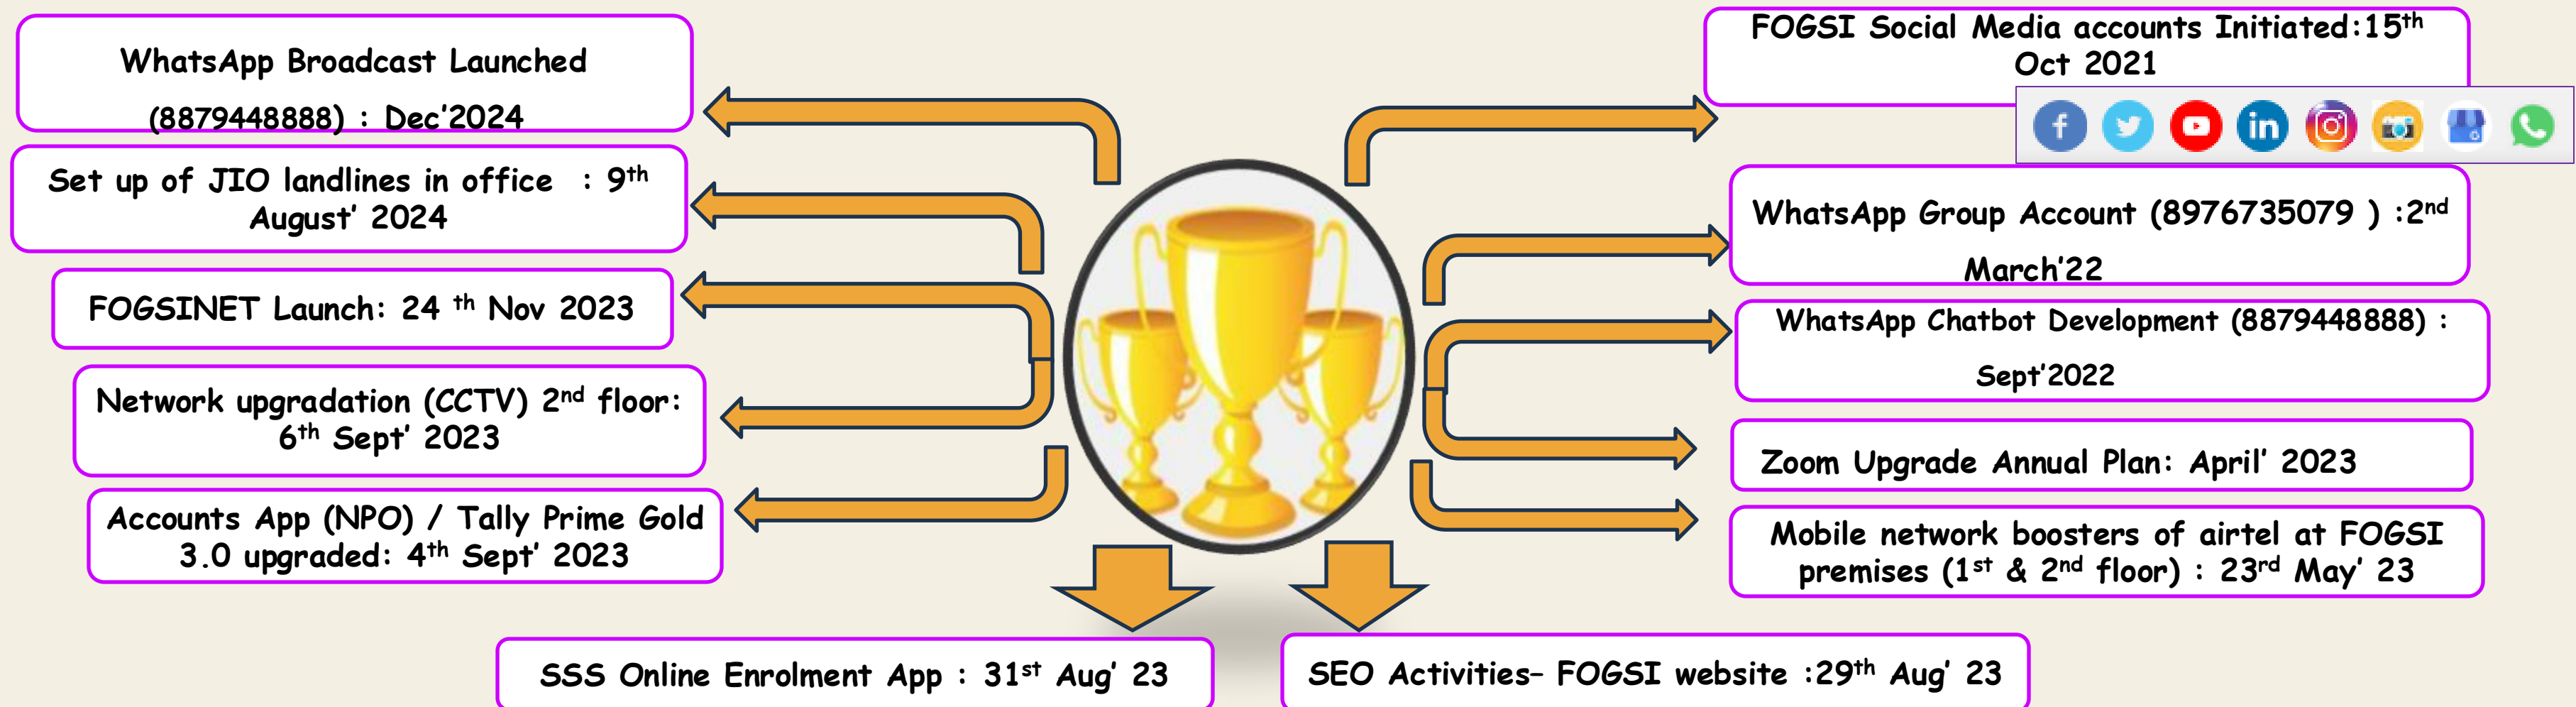 WhatsApp Broadcast Launched
(8879448888) : Dec'2024
Set up of JIO landlines in office : 9th
August' 2024
FOGSINET Launch: 24 th Nov 2023
Network upgradation (CCTV) 2nd floor:
6th Sept' 2023
Accounts App (NPO) / Tally Prime Gold
3.0 upgraded: 4th Sept' 2023
SSS Online Enrolment App : 31st Aug' 23
FOGSI Social Media accounts Initiated:15th
Oct 2021
WhatsApp Group Account (8976735079 ) :2nd
March'22
WhatsApp Chatbot Development (8879448888) :
Sept'2022
Zoom Upgrade Annual Plan: April' 2023
Mobile network boosters of airtel at FOGSI
premises (1st & 2nd floor) : 23rd May' 23
SEO Activities– FOGSI website :29th Aug' 23